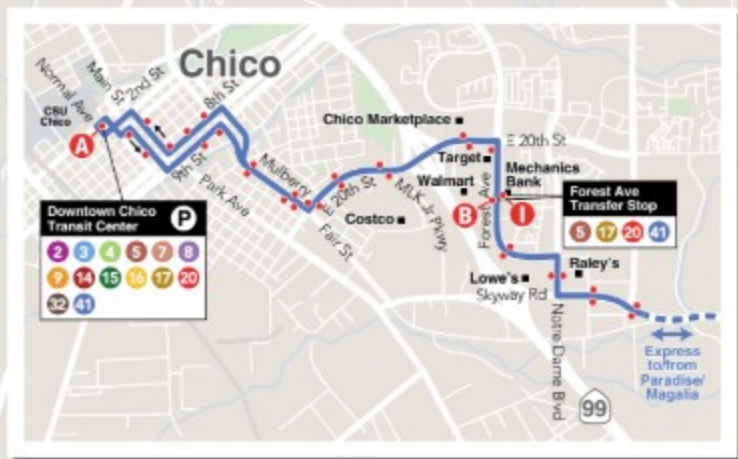 Chico
Normal Ave
Main St
2nd St
8th St
CSU
Chico
A
9th St
Park Ave
Mulberry
E 20th St
Fair St
MLK Jr Pkwy
Costco
Chico Marketplace
E 20th St
Target
Walmart
Mechanics
Bank
Forest Ave
B
I
Forest Ave
Transfer Stop
5 17 20 41
Downtown Chico
Transit Center
P
2 3 4 5 7 8
9 14 15 16 17 20
32 41
Lowe's
Raley's
Skyway Rd
Notre Dame Blvd
99
Express
to/from
Paradise/
Magalia